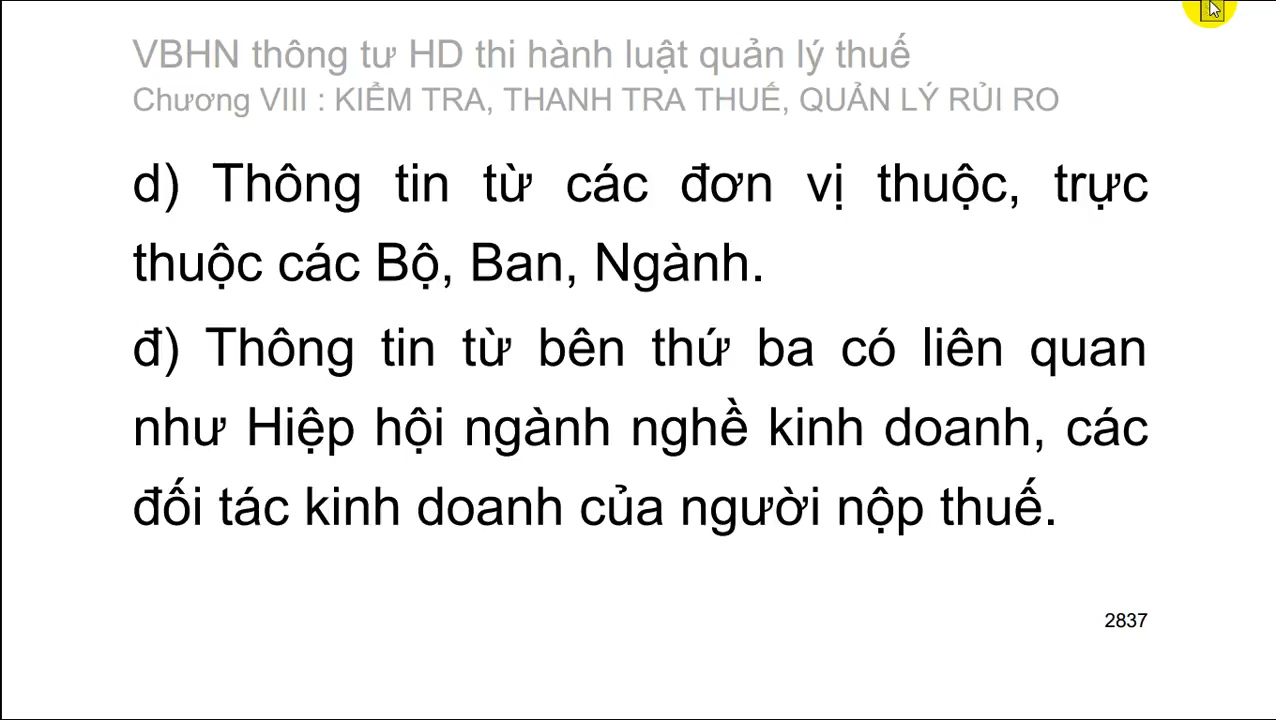 VBHN thông tư HD thi hành luật quản lý thuế
Chương VIII : KIỂM TRA, THANH TRA THUẾ, QUẢN LÝ RỦI RO
d) Thông tin từ các đơn vị thuộc, trực
thuộc các Bộ, Ban, Ngành.
đ) Thông tin từ bên thứ ba có liên quan
như Hiệp hội ngành nghề kinh doanh, các
đối tác kinh doanh của người nộp thuế.
2837